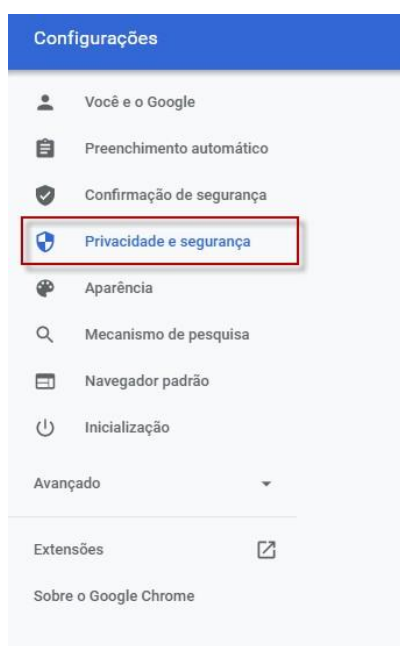 Configurações
Você e o Google
Preenchimento automático
Confirmação de segurança
Privacidade e segurança
Aparência
Mecanismo de pesquisa
Navegador padrão
Inicialização
Avançado
Extensões
Sobre o Google Chrome